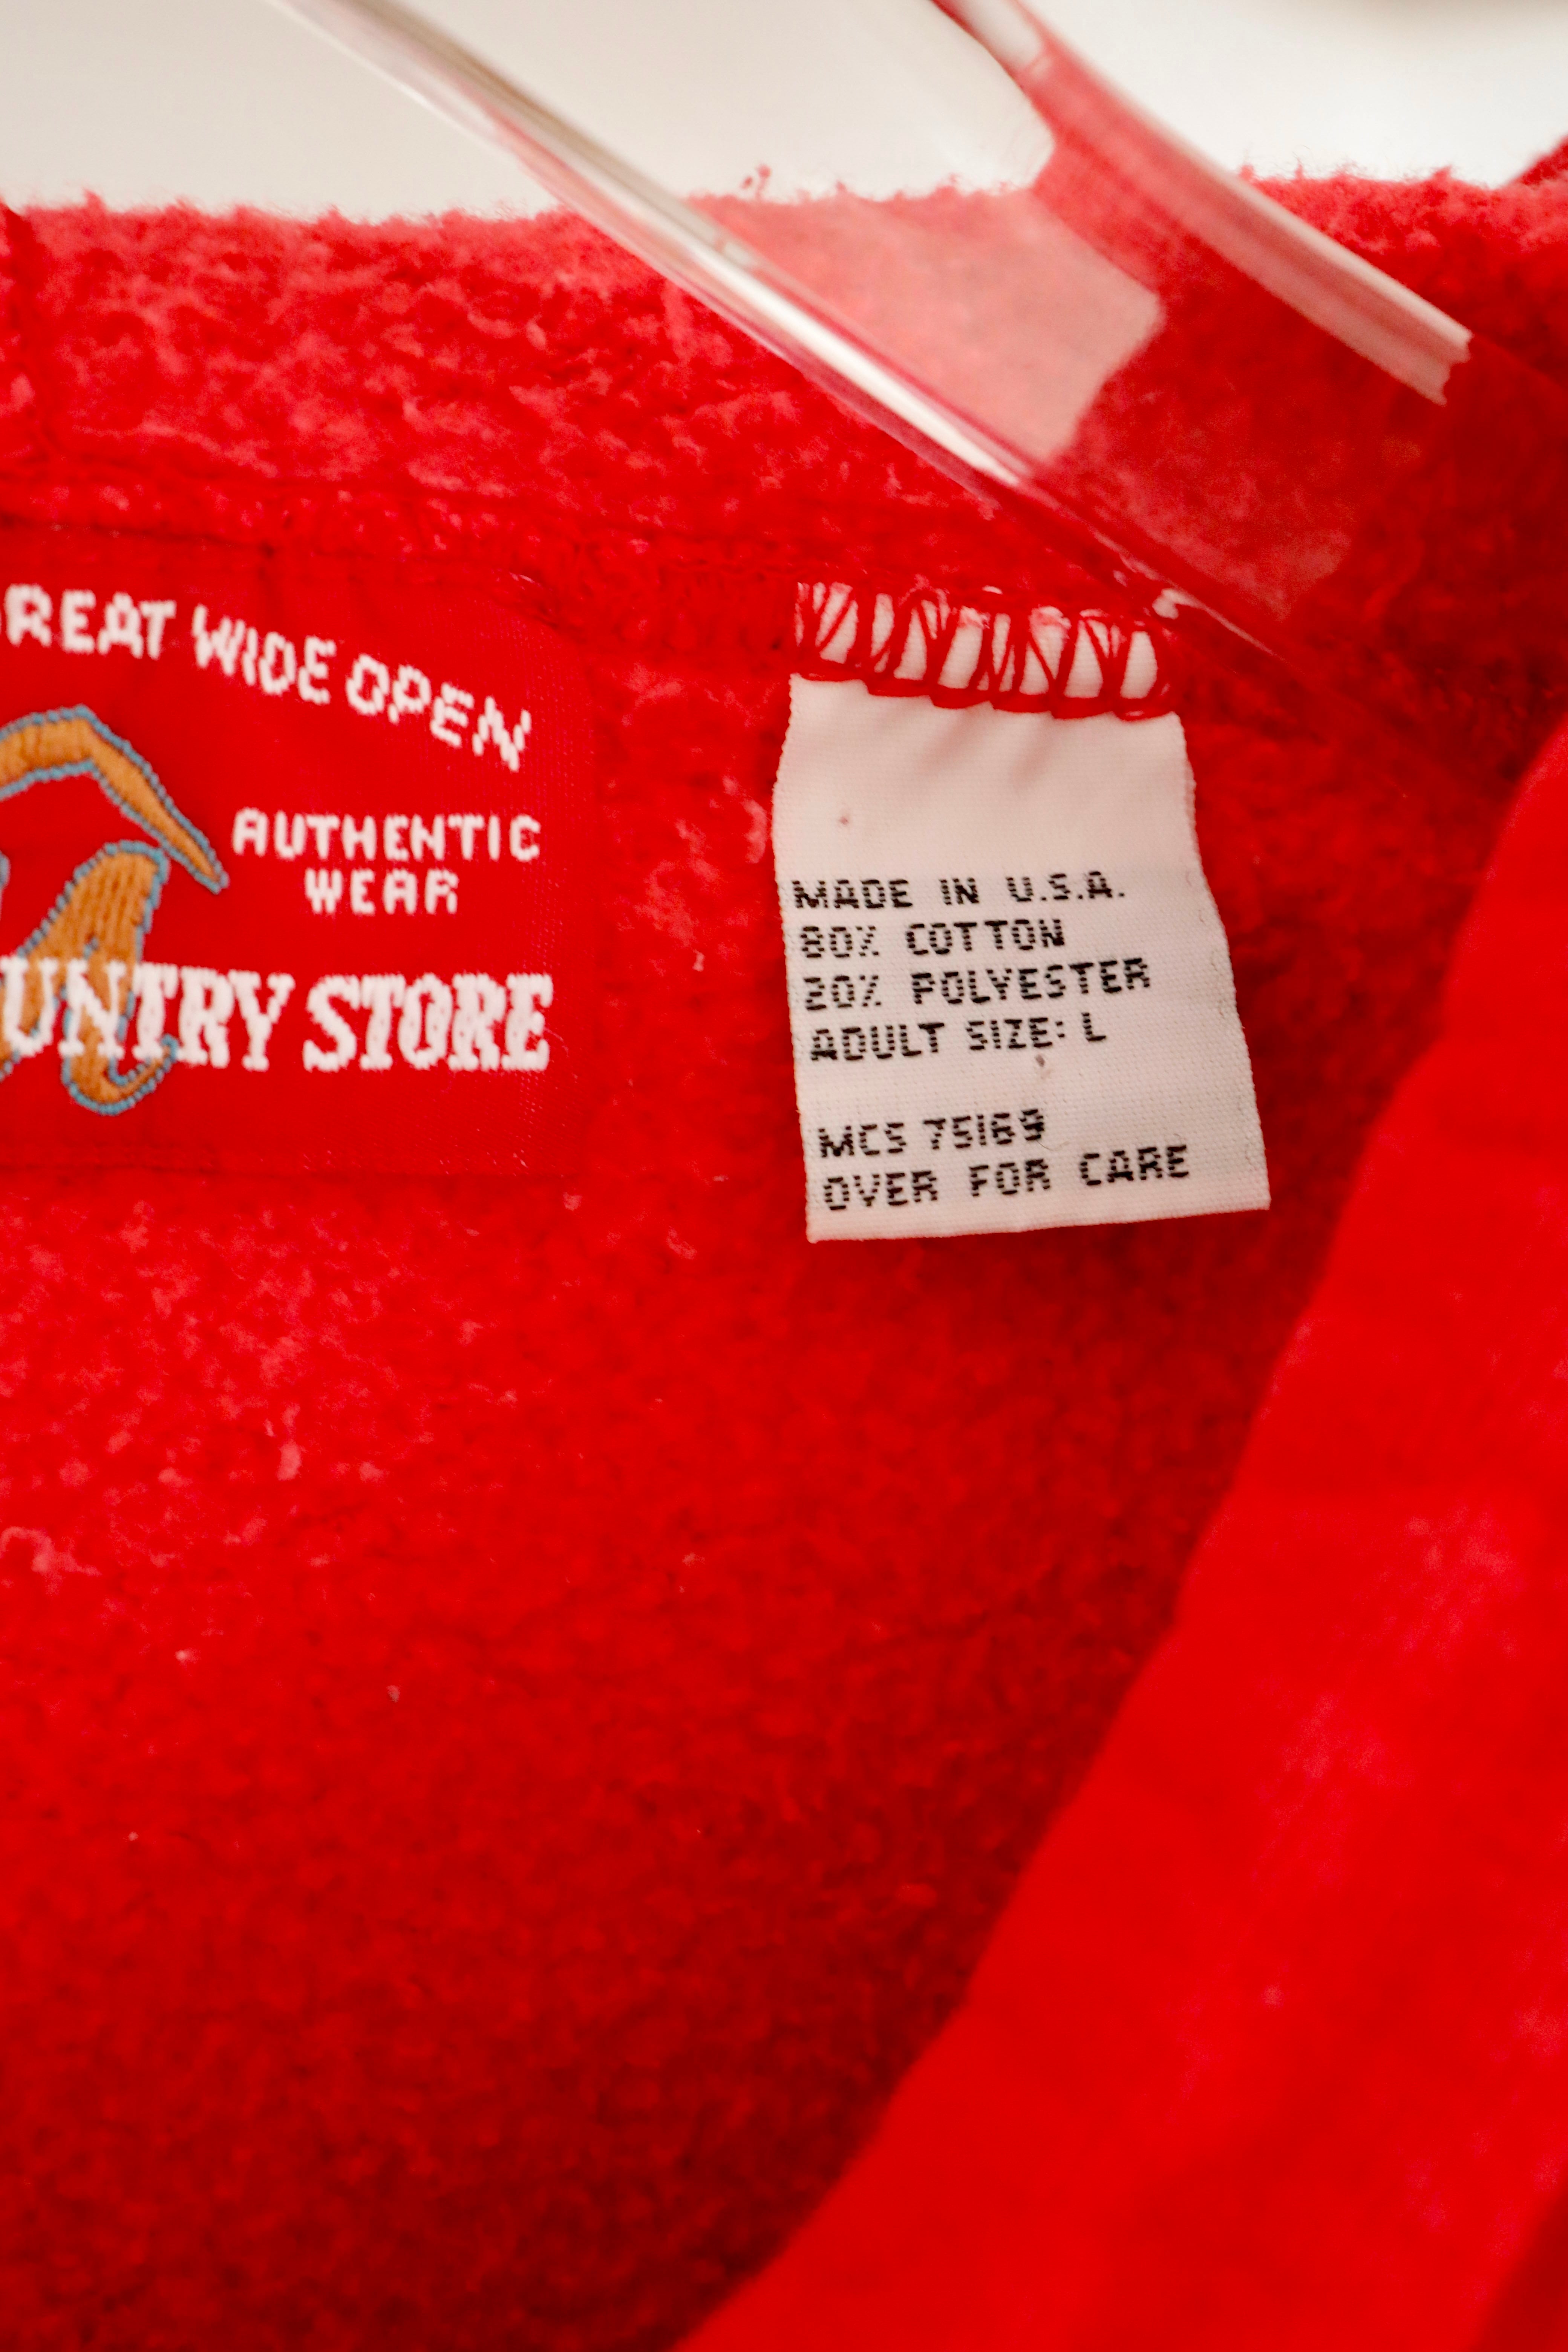 REAT WIDE OPEN
AUTHENTIC
WEAR
UNTRY STORE
MADE IN U.S.A.
80% COTTON
20% POLYESTER
ADULT SIZE: L
MCS 75189
OVER FOR CARE